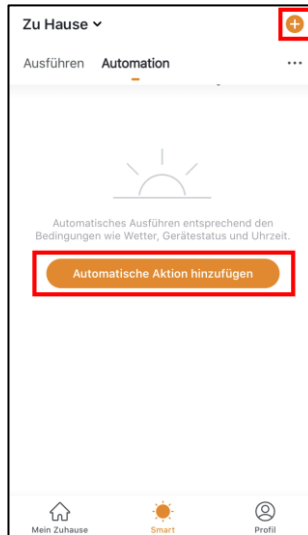 Zu Hause
Ausführen Automation
Automatisches Ausführen entsprechend den
Bedingungen wie Wetter, Gerätestatus und Uhrzeit.
Automatische Aktion hinzufügen
Mein Zuhause Smart Profil